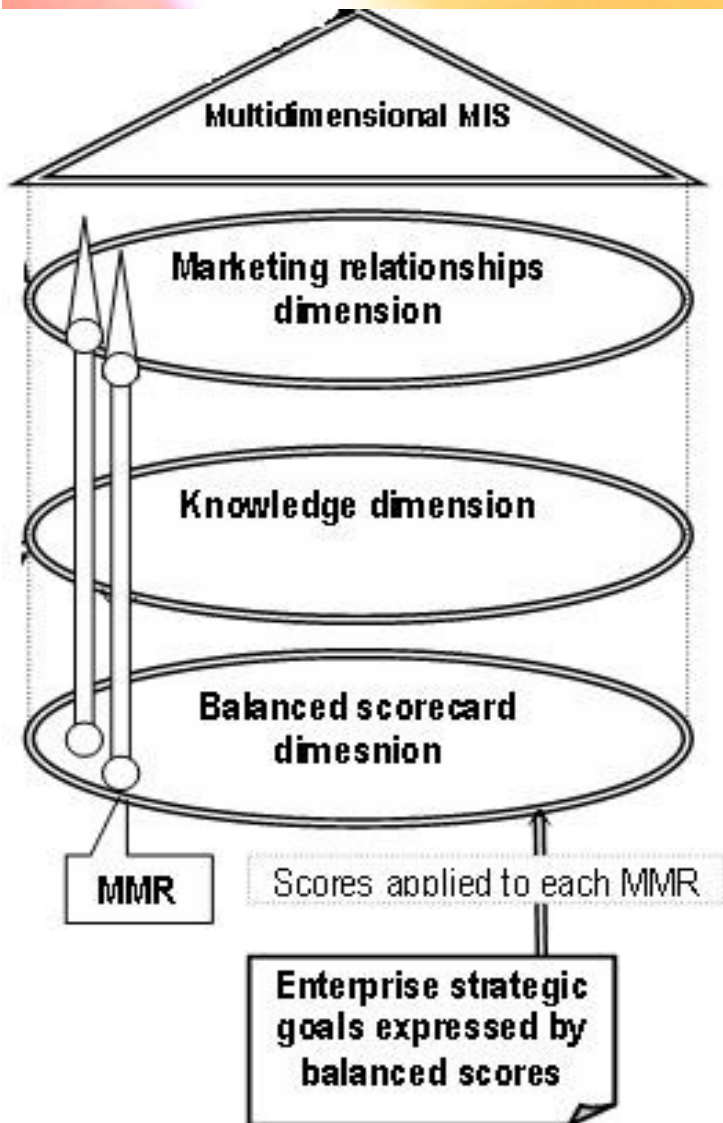 Multidimensional MIS
Marketing relationships
dimension
Knowledge dimension
Balanced scorecard
dimesnion
MMR
Scores applied to each MMR
Enterprise strategic
goals expressed by
balanced scores